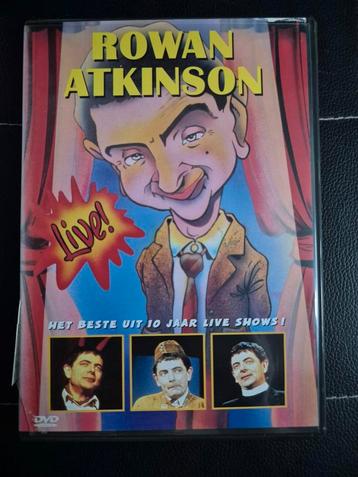 ROWAN
ATKINSON
Live!
HET BESTE UIT 10 JAAR LIVE SHOWS!
DVD